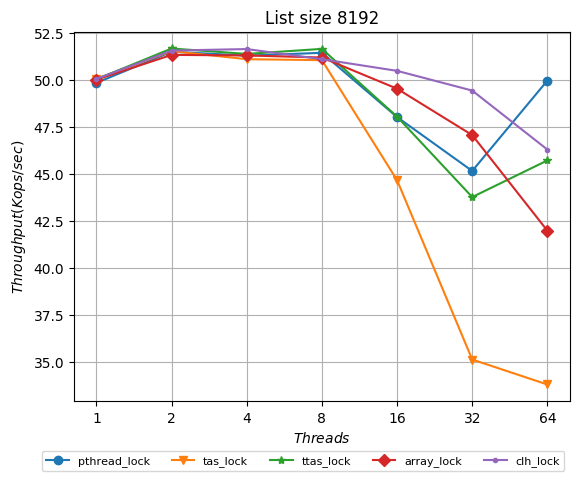 List size 8192
52.5
50.0
47.5
45.0
42.5
40.0
37.5
35.0
Throughput(Kops/sec)
1 2 4 8 16 32 64
Threads
pthread_lock tas_lock ttas_lock array_lock clh_lock